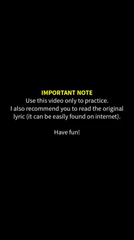 IMPORTANT NOTE
Use this video only to practice.
I also recommend you to read the original
lyric (it can be easily found on internet).
Have fun!